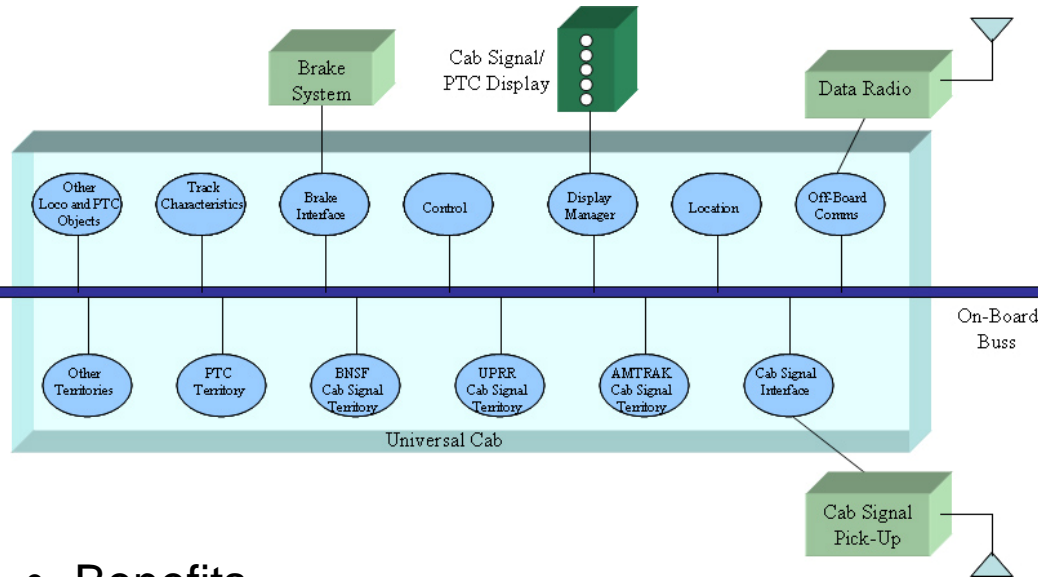 Brake
System
Cab Signal/
PTC Display
Data Radio
Other
Loco and PTC
Objects
Track
Characteristics
Brake
Interface
Control
Display
Manager
Location
Off-Board
Comms
On-Board
Buss
Other
Territories
PTC
Territory
BNSF
Cab Signal
Territory
UPRR
Cab Signal
Territory
AMTRAK
Cab Signal
Territory
Cab Signal
Interface
Universal Cab
Cab Signal
Pick-Up
• Benefits